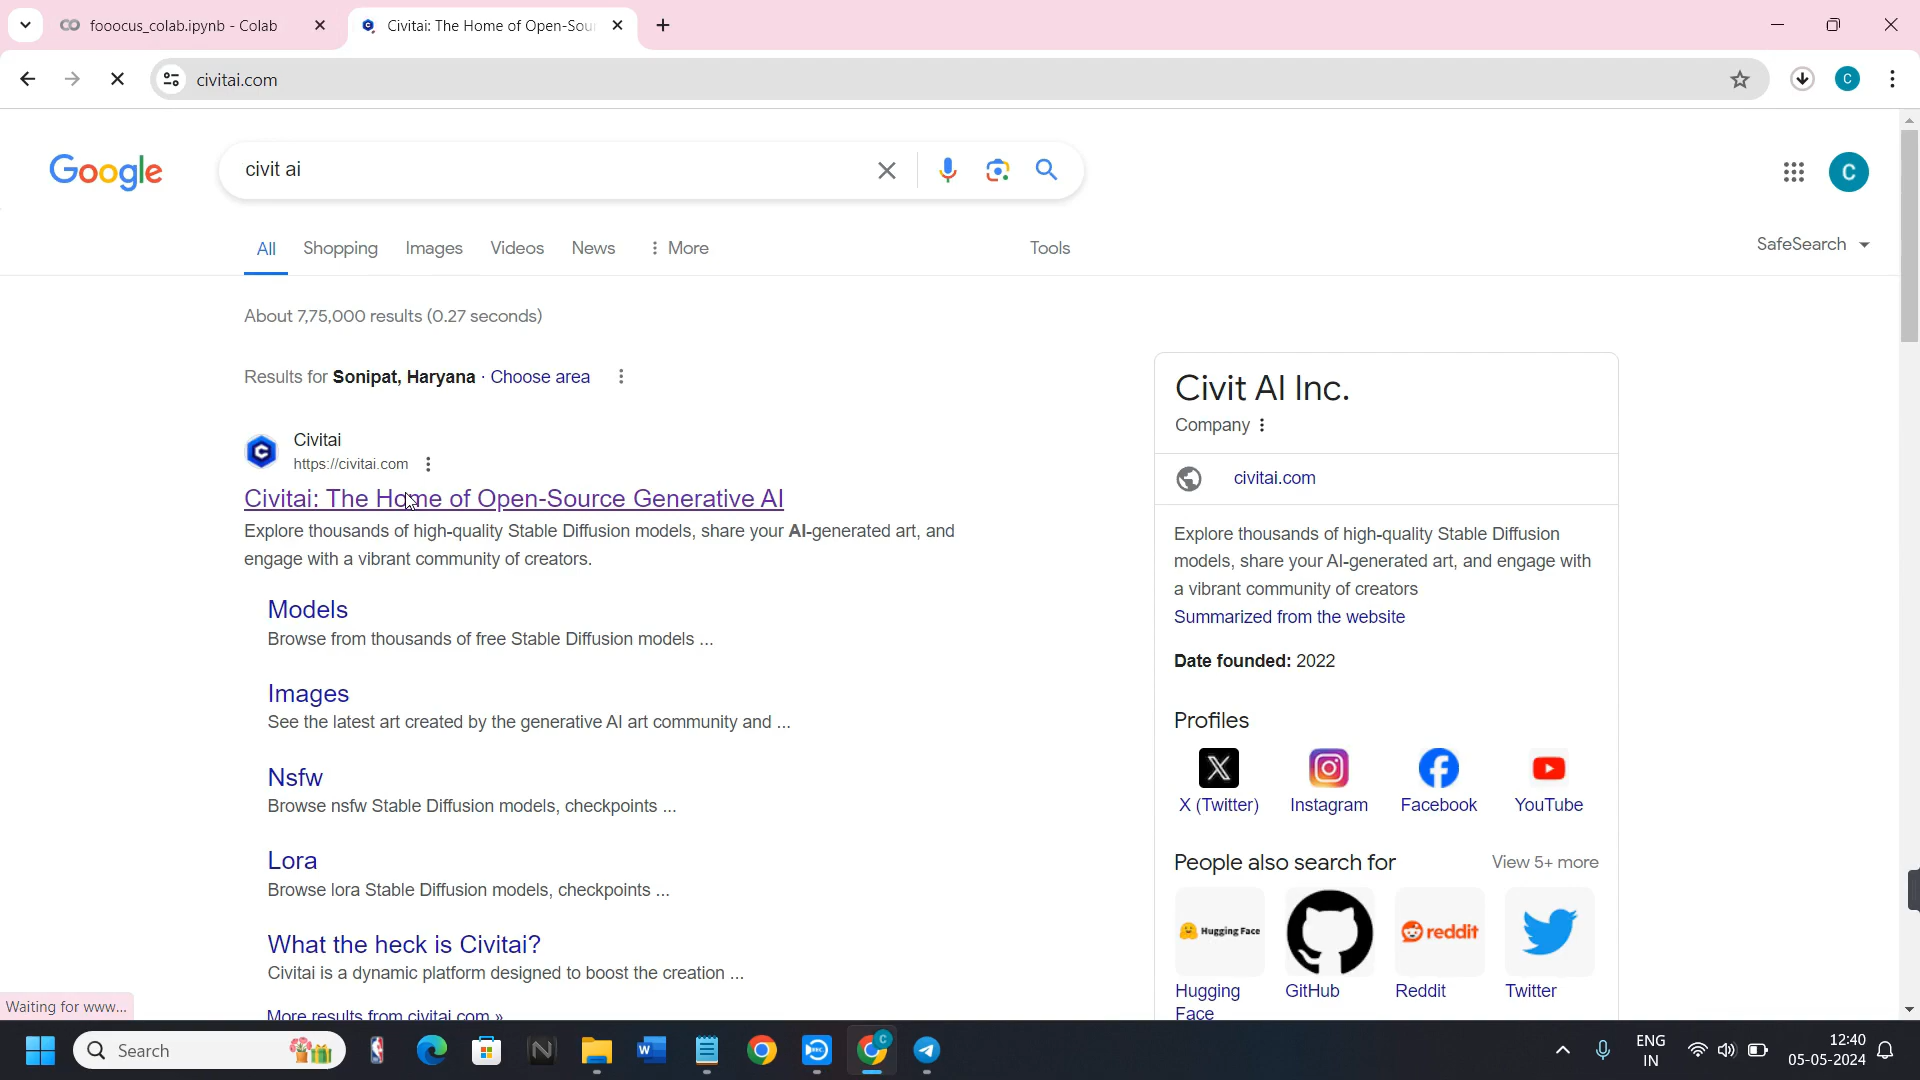 fooocus_colab.ipynb - Colab
Civitai: The Home of Open-Sour
civitai.com
C
Google
civit ai
C
All
Shopping
Images
Videos
News
More
Tools
SafeSearch
About 7,75,000 results (0.27 seconds)
Results for Sonipat, Haryana · Choose area
Civitai
https://civitai.com
Civitai: The Home of Open-Source Generative AI
Explore thousands of high-quality Stable Diffusion models, share your AI-generated art, and
engage with a vibrant community of creators.
Models
Browse from thousands of free Stable Diffusion models ...
Images
See the latest art created by the generative AI art community and ...
Nsfw
Browse nsfw Stable Diffusion models, checkpoints ...
Lora
Browse lora Stable Diffusion models, checkpoints ...
What the heck is Civitai?
Civitai is a dynamic platform designed to boost the creation ...
More results from civitai.com »
Civit AI Inc.
Company
civitai.com
Explore thousands of high-quality Stable Diffusion
models, share your AI-generated art, and engage with
a vibrant community of creators
Summarized from the website
Date founded: 2022
Profiles
X (Twitter)
Instagram
Facebook
YouTube
People also search for
View 5+ more
Hugging Face
reddit
Hugging
Face
GitHub
Reddit
Twitter
Waiting for www...
Search
ENG
IN
12:40
05-05-2024